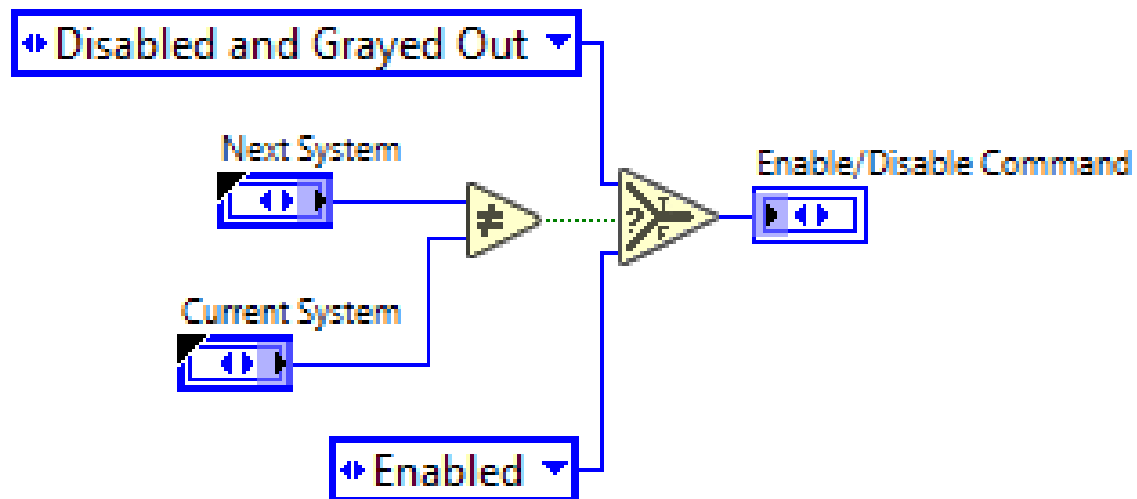 Disabled and Grayed Out
Next System
Enable/Disable Command
≠
?
T
F
Current System
Enabled